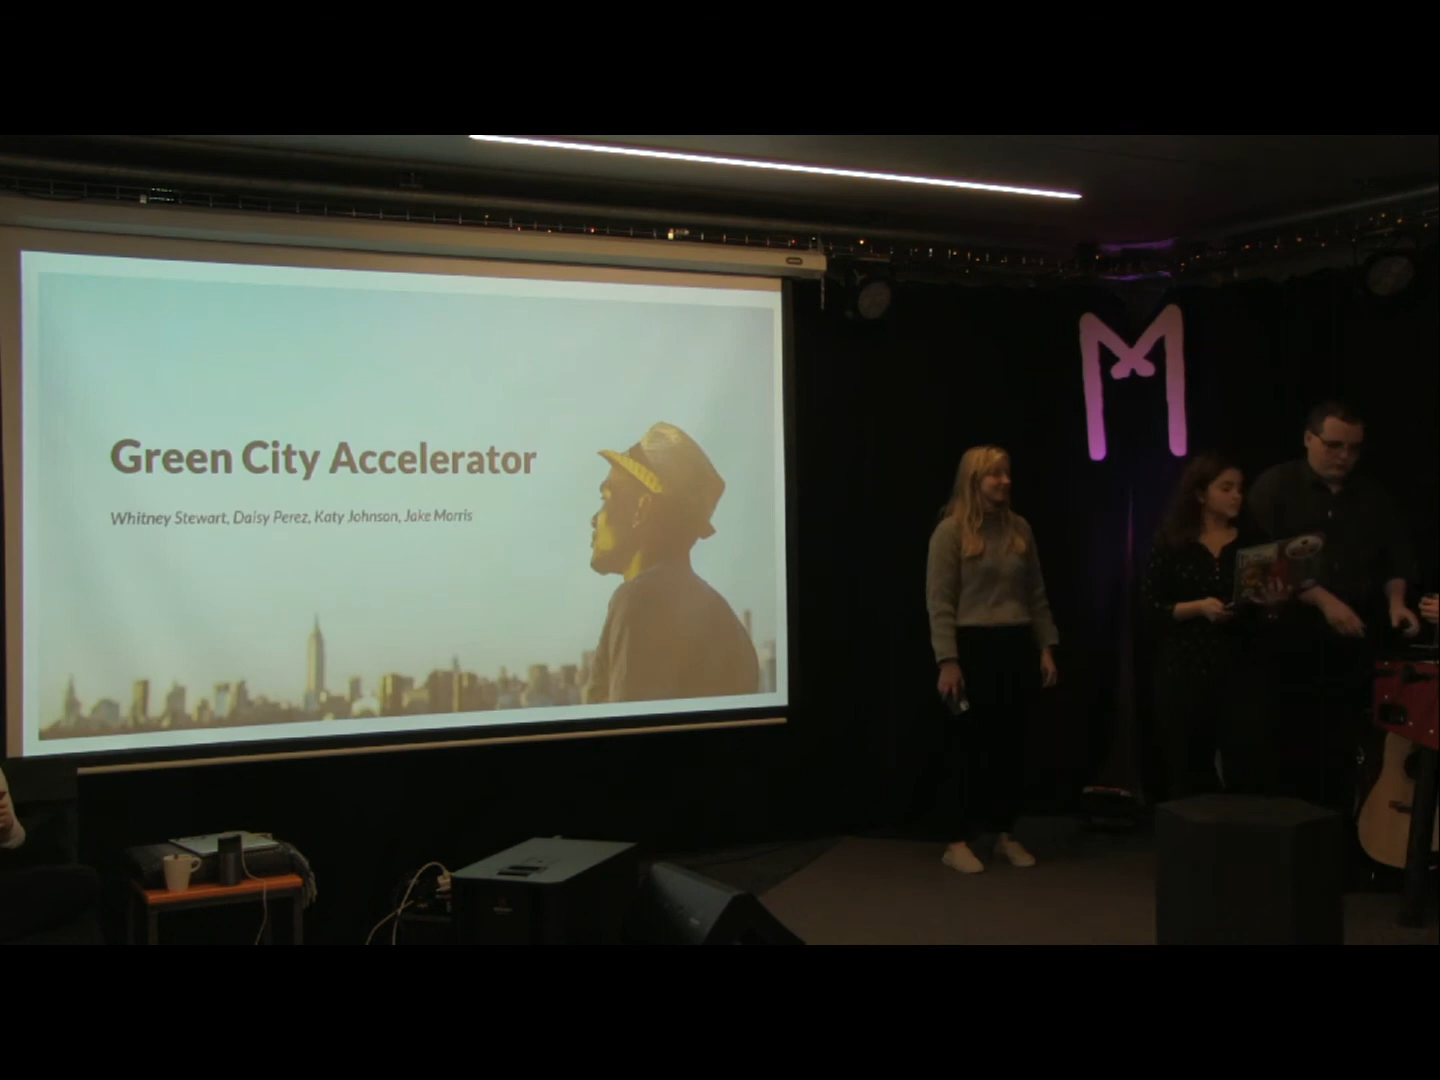 Green City Accelerator
Whitney Stewart, Daisy Perez, Katy Johnson, Jake Morris
M